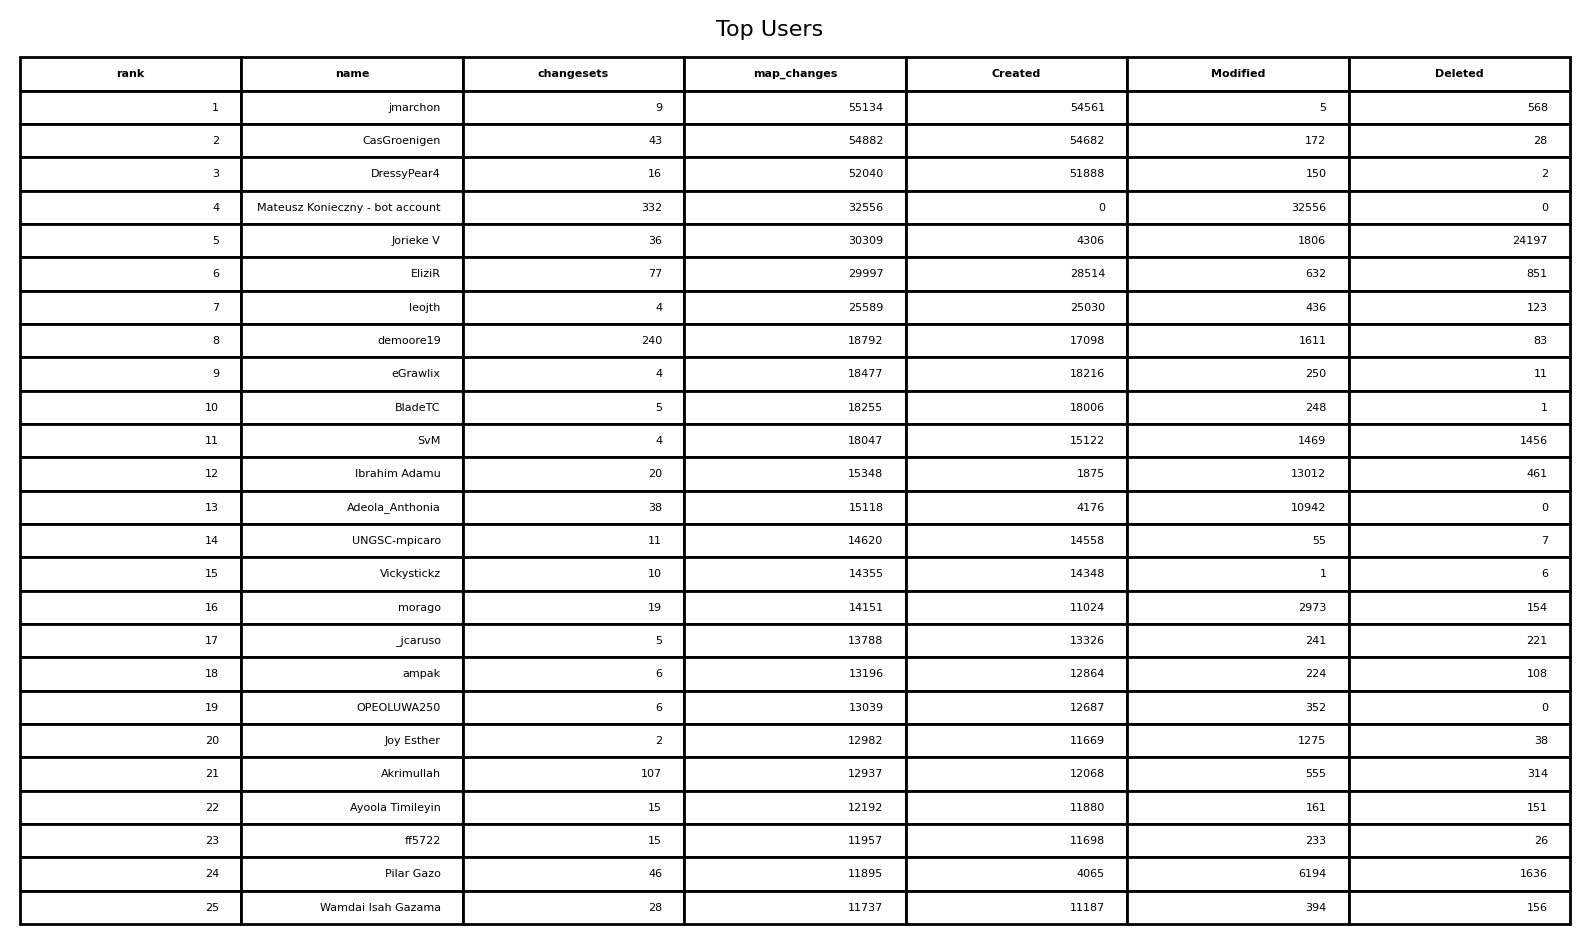 Top Users
rank name changesets map_changes Created Modified Deleted
1 jmarchon 9 55134 54561 5 568
2 CasGroenigen 43 54882 54682 172 28
3 DressyPear4 16 52040 51888 150 2
4 Mateusz Konieczny - bot account 332 32556 0 32556 0
5 Jorieke V 36 30309 4306 1806 24197
6 EliziR 77 29997 28514 632 851
7 leojth 4 25589 25030 436 123
8 demoore19 240 18792 17098 1611 83
9 eGrawlix 4 18477 18216 250 11
10 BladeTC 5 18255 18006 248 1
11 SvM 4 18047 15122 1469 1456
12 Ibrahim Adamu 20 15348 1875 13012 461
13 Adeola_Anthonia 38 15118 4176 10942 0
14 UNGSC-mpicaro 11 14620 14558 55 7
15 Vickystickz 10 14355 14348 1 6
16 morago 19 14151 11024 2973 154
17 _jcaruso 5 13788 13326 241 221
18 ampak 6 13196 12864 224 108
19 OPEOLUWA250 6 13039 12687 352 0
20 Joy Esther 2 12982 11669 1275 38
21 Akrimullah 107 12937 12068 555 314
22 Ayoola Timileyin 15 12192 11880 161 151
23 ff5722 15 11957 11698 233 26
24 Pilar Gazo 46 11895 4065 6194 1636
25 Wamdai Isah Gazama 28 11737 11187 394 156